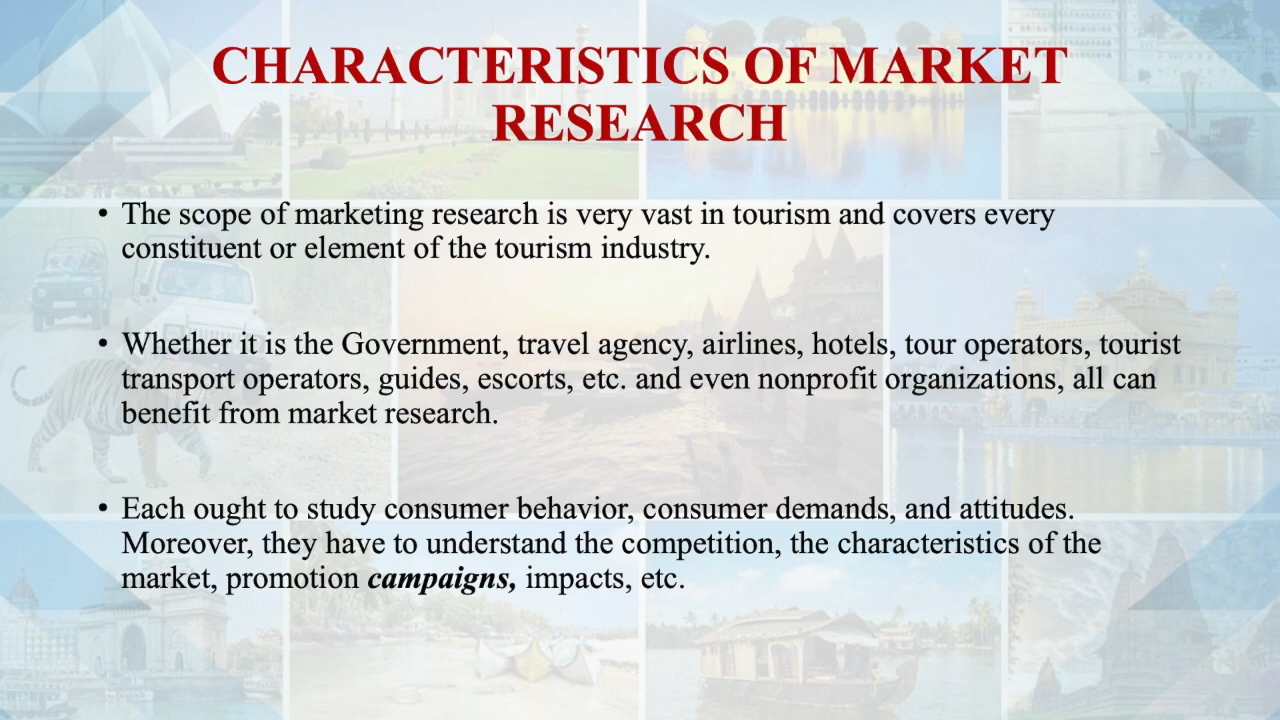 CHARACTERISTICS OF MARKET
RESEARCH
• The scope of marketing research is very vast in tourism and covers every
constituent or element of the tourism industry.
• Whether it is the Government, travel agency, airlines, hotels, tour operators, tourist
transport operators, guides, escorts, etc. and even nonprofit organizations, all can
benefit from market research.
• Each ought to study consumer behavior, consumer demands, and attitudes.
Moreover, they have to understand the competition, the characteristics of the
market, promotion campaigns, impacts, etc.